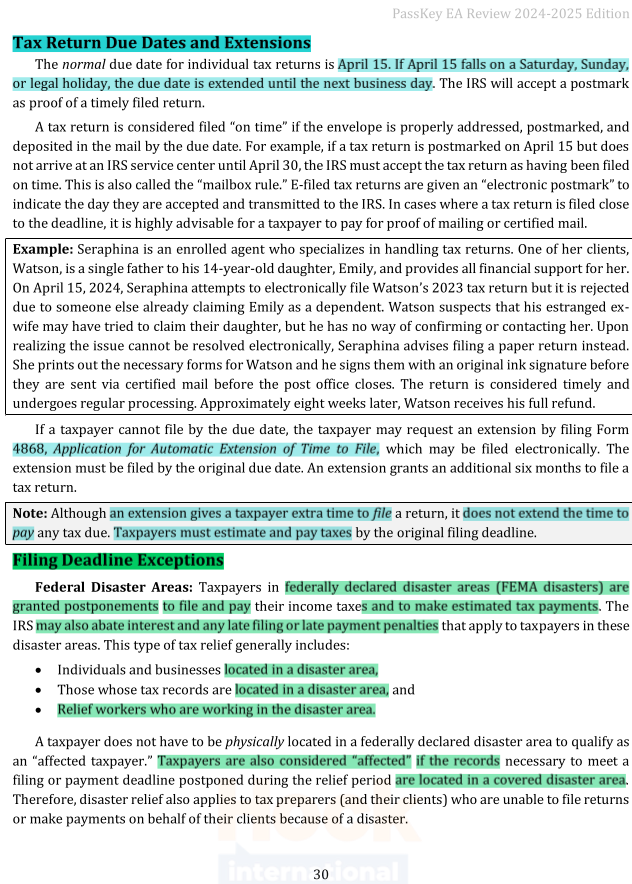 PassKey EA Review 2024-2025 Edition
Tax Return Due Dates and Extensions
The normal due date for individual tax returns is April 15. If April 15 falls on a Saturday, Sunday,
or legal holiday, the due date is extended until the next business day. The IRS will accept a postmark
as proof of a timely filed return.
A tax return is considered filed “on time” if the envelope is properly addressed, postmarked, and
deposited in the mail by the due date. For example, if a tax return is postmarked on April 15 but does
not arrive at an IRS service center until April 30, the IRS must accept the tax return as having been filed
on time. This is also called the “mailbox rule.” E-filed tax returns are given an “electronic postmark” to
indicate the day they are accepted and transmitted to the IRS. In cases where a tax return is filed close
to the deadline, it is highly advisable for a taxpayer to pay for proof of mailing or certified mail.
Example: Seraphina is an enrolled agent who specializes in handling tax returns. One of her clients,
Watson, is a single father to his 14-year-old daughter, Emily, and provides all financial support for her.
On April 15, 2024, Seraphina attempts to electronically file Watson’s 2023 tax return but it is rejected
due to someone else already claiming Emily as a dependent. Watson suspects that his estranged ex-
wife may have tried to claim their daughter, but he has no way of confirming or contacting her. Upon
realizing the issue cannot be resolved electronically, Seraphina advises filing a paper return instead.
She prints out the necessary forms for Watson and he signs them with an original ink signature before
they are sent via certified mail before the post office closes. The return is considered timely and
undergoes regular processing. Approximately eight weeks later, Watson receives his full refund.
If a taxpayer cannot file by the due date, the taxpayer may request an extension by filing Form
4868, Application for Automatic Extension of Time to File, which may be filed electronically. The
extension must be filed by the original due date. An extension grants an additional six months to file a
tax return.
Note: Although an extension gives a taxpayer extra time to file a return, it does not extend the time to
pay any tax due. Taxpayers must estimate and pay taxes by the original filing deadline.
Filing Deadline Exceptions
Federal Disaster Areas: Taxpayers in federally declared disaster areas (FEMA disasters) are
granted postponements to file and pay their income taxes and to make estimated tax payments. The
IRS may also abate interest and any late filing or late payment penalties that apply to taxpayers in these
disaster areas. This type of tax relief generally includes:
• Individuals and businesses located in a disaster area,
• Those whose tax records are located in a disaster area, and
• Relief workers who are working in the disaster area.
A taxpayer does not have to be physically located in a federally declared disaster area to qualify as
an “affected taxpayer.” Taxpayers are also considered “affected” if the records necessary to meet a
filing or payment deadline postponed during the relief period are located in a covered disaster area.
Therefore, disaster relief also applies to tax preparers (and their clients) who are unable to file returns
or make payments on behalf of their clients because of a disaster.
Hock
international
30